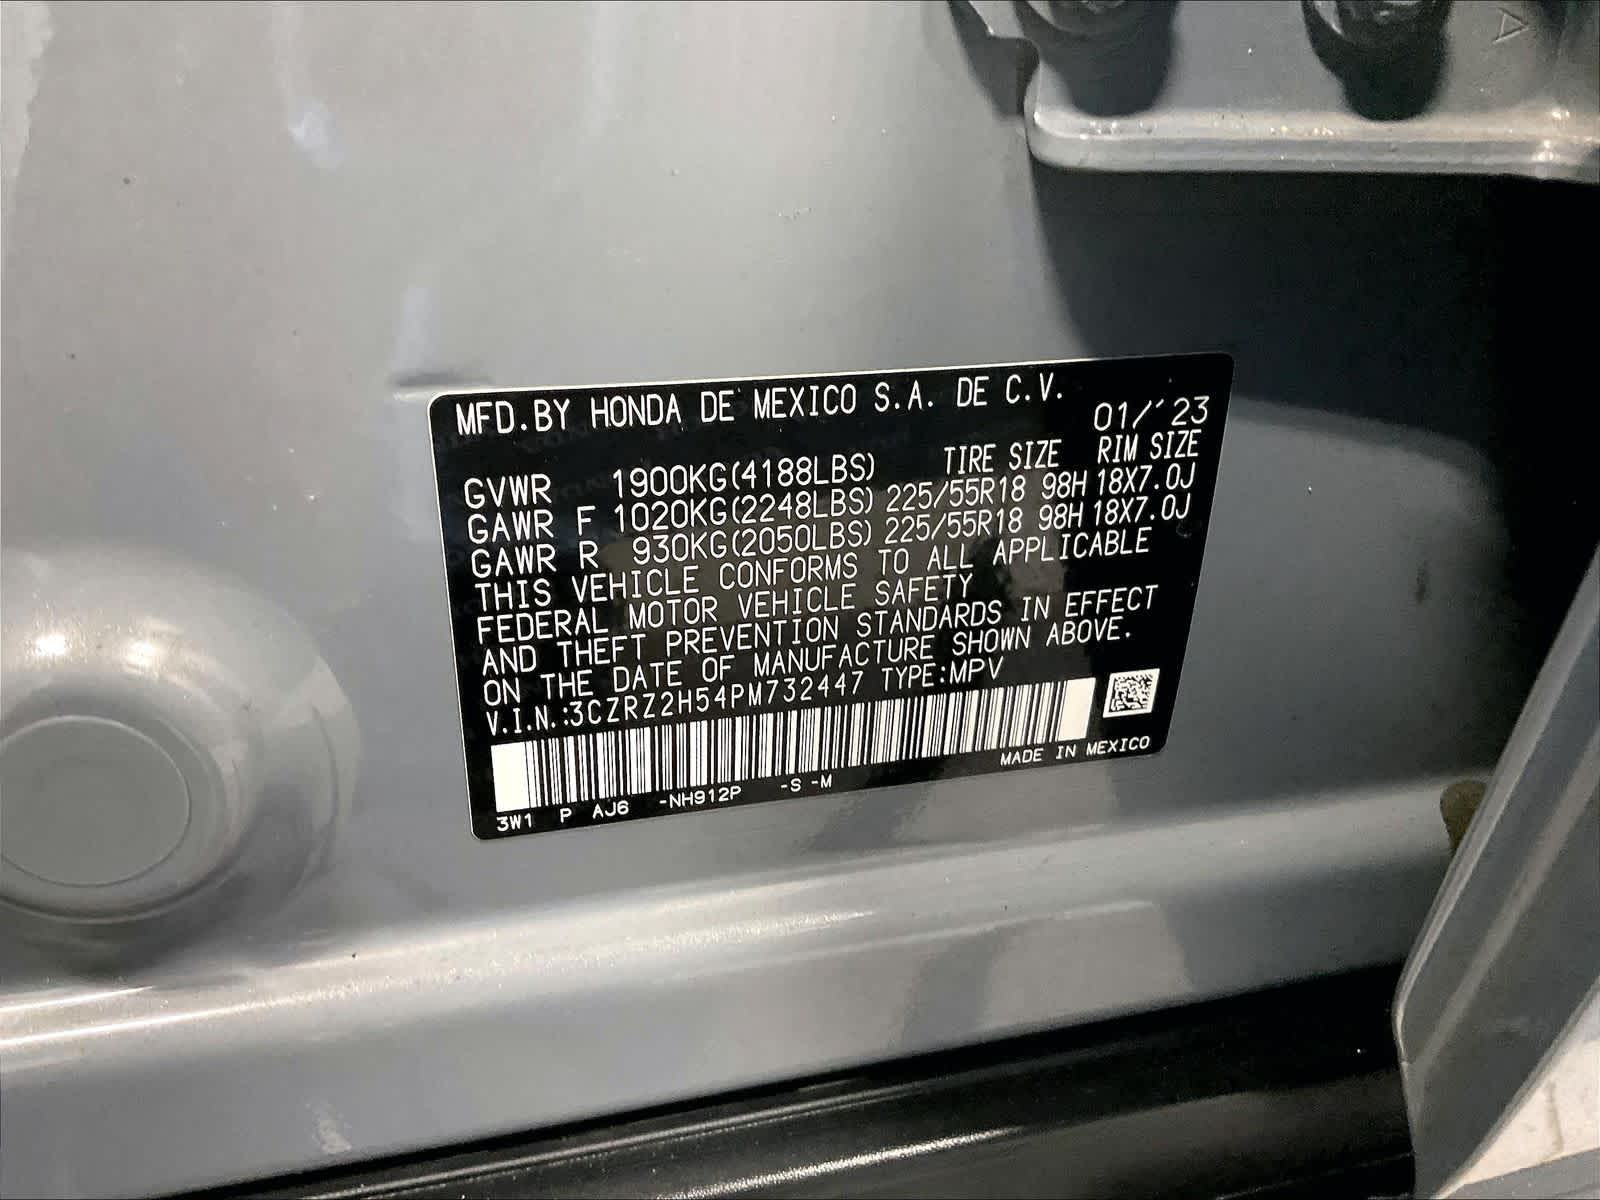 MFD.BY HONDA DE MEXICO S.A. DE C.V.
01/'23
TIRE SIZE RIM SIZE
GVWR 1900KG(4188LBS)
GAWR F 1020KG(2248LBS) 225/55R18 98H 18X7.0J
GAWR R 930KG(2050LBS) 225/55R18 98H 18X7.0J
THIS VEHICLE CONFORMS TO ALL APPLICABLE
FEDERAL MOTOR VEHICLE SAFETY
AND THEFT PREVENTION STANDARDS IN EFFECT
ON THE DATE OF MANUFACTURE SHOWN ABOVE.
V.I.N.:3CZRZ2H54PM732447 TYPE:MPV
MADE IN MEXICO
3W1 P AJ6 -NH912P -S -M